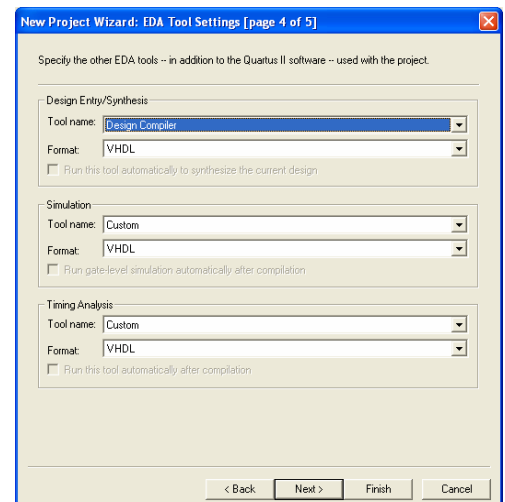 New Project Wizard: EDA Tool Settings [page 4 of 5]
Specify the other EDA tools -- in addition to the Quartus II software -- used with the project.
Design Entry/Synthesis
Tool name: Design Compiler
Format: VHDL
Run this tool automatically to synthesize the current design
Simulation
Tool name: Custom
Format: VHDL
Run gate-level simulation automatically after compilation
Timing Analysis
Tool name: Custom
Format: VHDL
Run this tool automatically after compilation
< Back Next > Finish Cancel